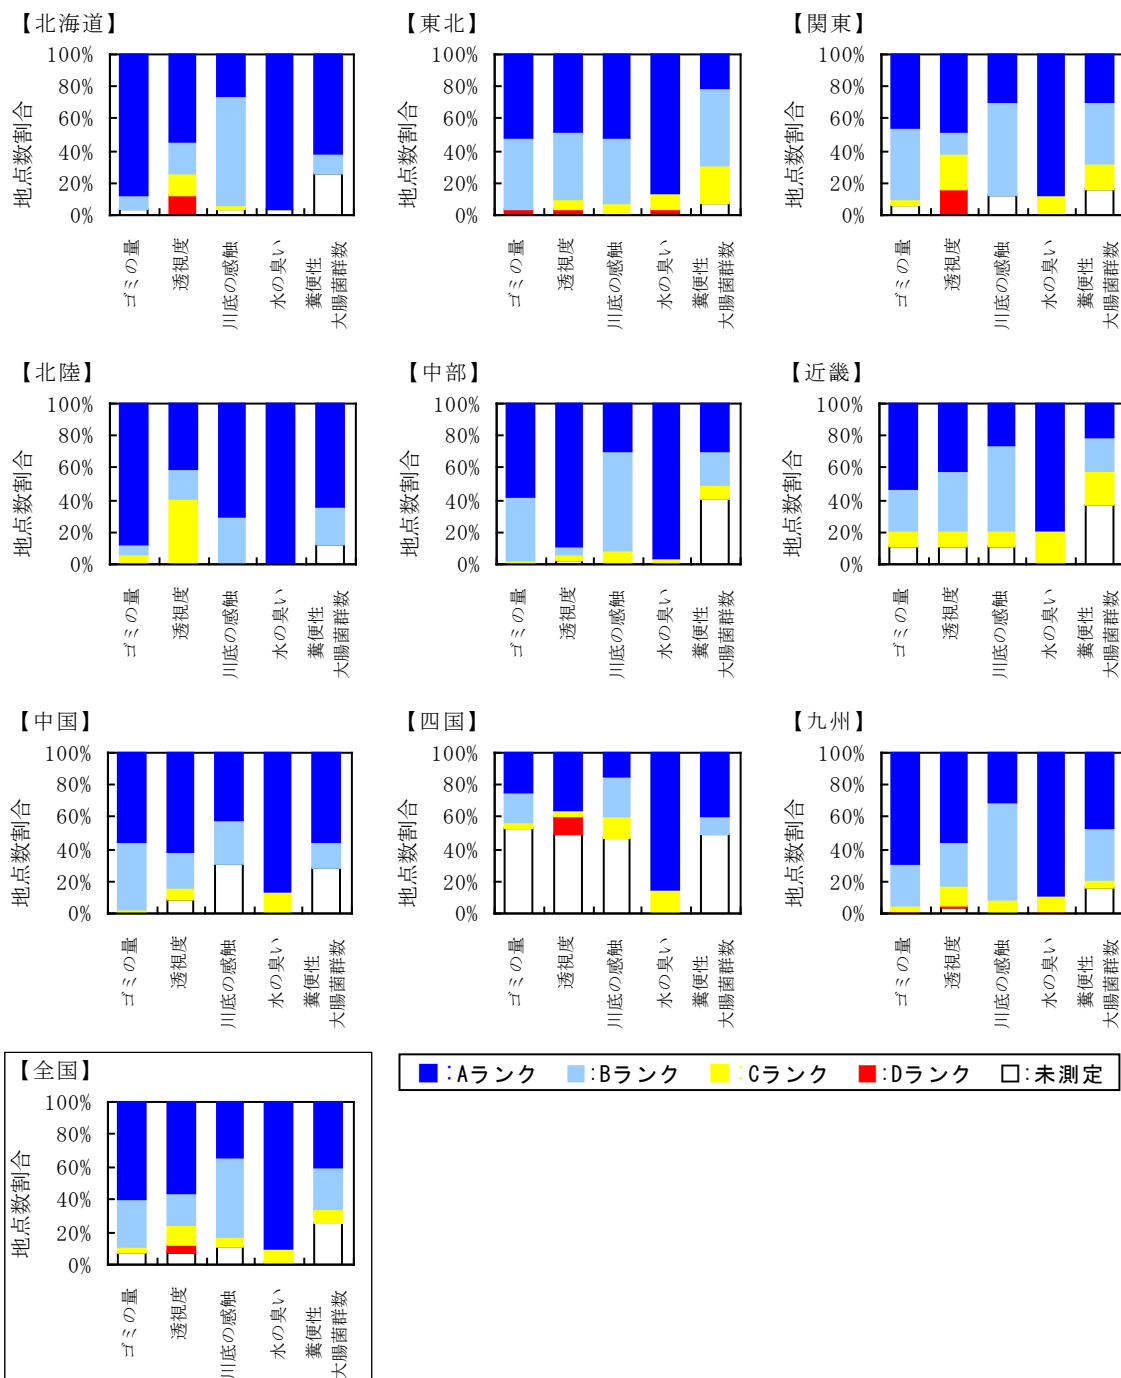 【北海道】
100%
80%
60%
40%
20%
0%
地点数割合
ゴミの量
透視度
川底の感触
水の臭い
糞便性
大腸菌群数
【東北】
100%
80%
60%
40%
20%
0%
地点数割合
ゴミの量
透視度
川底の感触
水の臭い
糞便性
大腸菌群数
【関東】
100%
80%
60%
40%
20%
0%
地点数割合
ゴミの量
透視度
川底の感触
水の臭い
糞便性
大腸菌群数
【北陸】
100%
80%
60%
40%
20%
0%
地点数割合
ゴミの量
透視度
川底の感触
水の臭い
糞便性
大腸菌群数
【中部】
100%
80%
60%
40%
20%
0%
地点数割合
ゴミの量
透視度
川底の感触
水の臭い
糞便性
大腸菌群数
【近畿】
100%
80%
60%
40%
20%
0%
地点数割合
ゴミの量
透視度
川底の感触
水の臭い
糞便性
大腸菌群数
【中国】
100%
80%
60%
40%
20%
0%
地点数割合
ゴミの量
透視度
川底の感触
水の臭い
糞便性
大腸菌群数
【四国】
100%
80%
60%
40%
20%
0%
地点数割合
ゴミの量
透視度
川底の感触
水の臭い
糞便性
大腸菌群数
【九州】
100%
80%
60%
40%
20%
0%
地点数割合
ゴミの量
透視度
川底の感触
水の臭い
糞便性
大腸菌群数
【全国】
100%
80%
60%
40%
20%
0%
地点数割合
ゴミの量
透視度
川底の感触
水の臭い
糞便性
大腸菌群数
:Aランク :Bランク :Cランク :Dランク :未測定